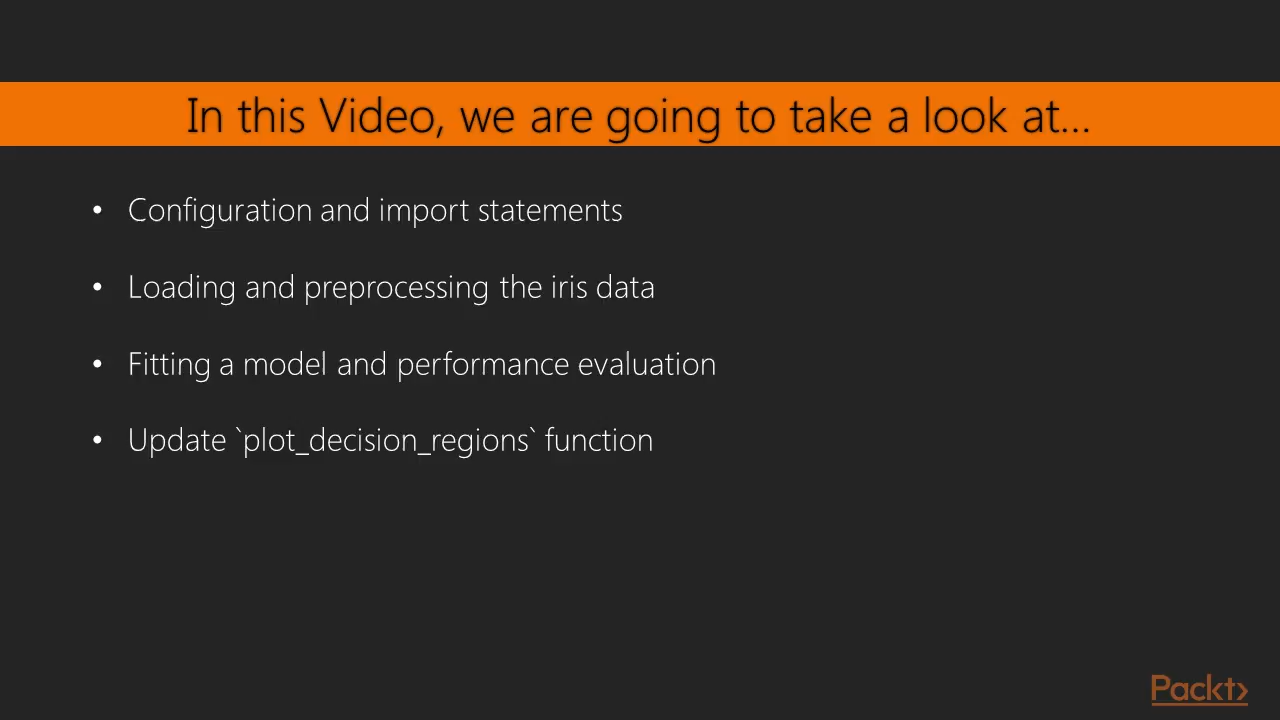 In this Video, we are going to take a look at...
• Configuration and import statements
• Loading and preprocessing the iris data
• Fitting a model and performance evaluation
• Update `plot_decision_regions` function
Packt>